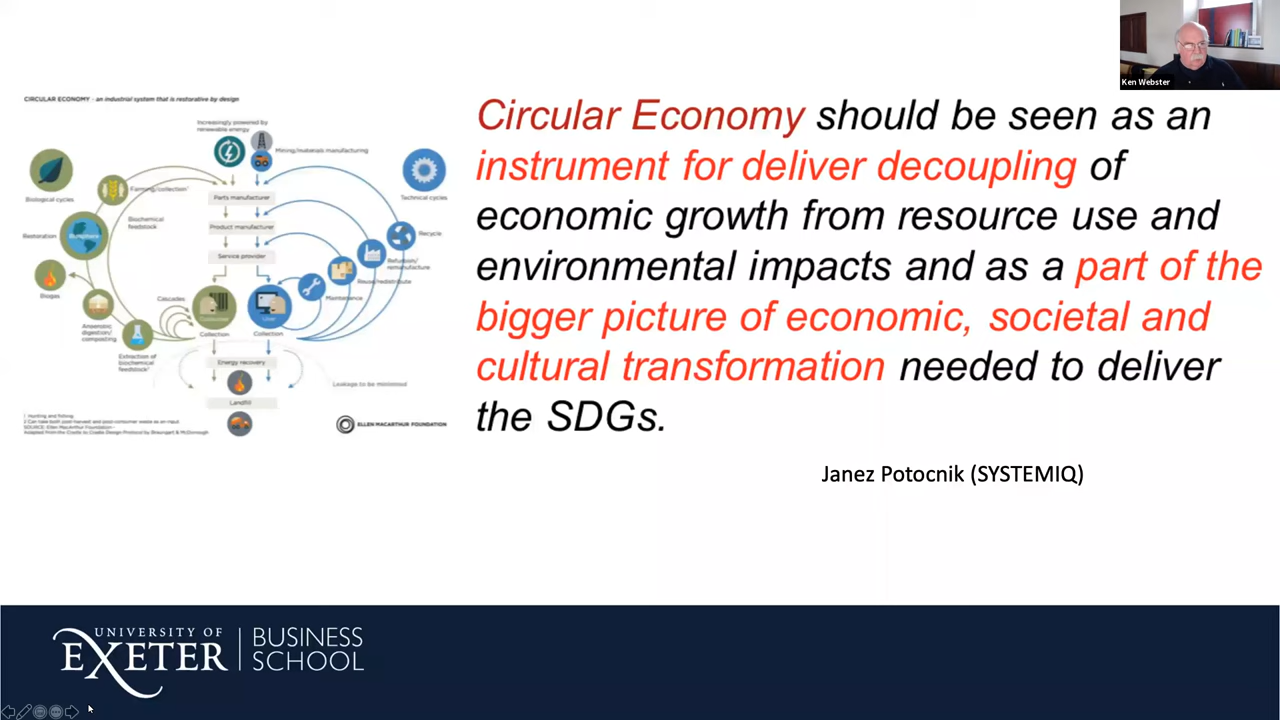 Ken Webster
CIRCULAR ECONOMY - an industrial system that is restorative by design
Increasingly powered by
renewable energy
Mining/materials manufacturing
Biological cycles
Farming/collection¹
Parts manufacturer
Technical cycles
Biochemical
feedstock
Product manufacturer
Restoration
Biosphere
Recycle
Service provider
Refurbish/
remanufacture
Reuse/redistribute
Biogas
Cascades
Maintenance
Consumer
User
Anaerobic
digestion/
composting
Collection
Collection
Extraction of
biochemical
feedstock²
Energy recovery
Leakage to be minimised
Landfill
1 Hunting and fishing
2 Can take both post-harvest and post-consumer waste as an input
SOURCE: Ellen MacArthur Foundation
Adapted from the Cradle to Cradle Design Protocol by Braungart & McDonough
ELLEN MACARTHUR FOUNDATION
Circular Economy should be seen as an
instrument for deliver decoupling of
economic growth from resource use and
environmental impacts and as a part of the
bigger picture of economic, societal and
cultural transformation needed to deliver
the SDGs.
Janez Potocnik (SYSTEMIQ)
UNIVERSITY OF
EXETER
BUSINESS
SCHOOL